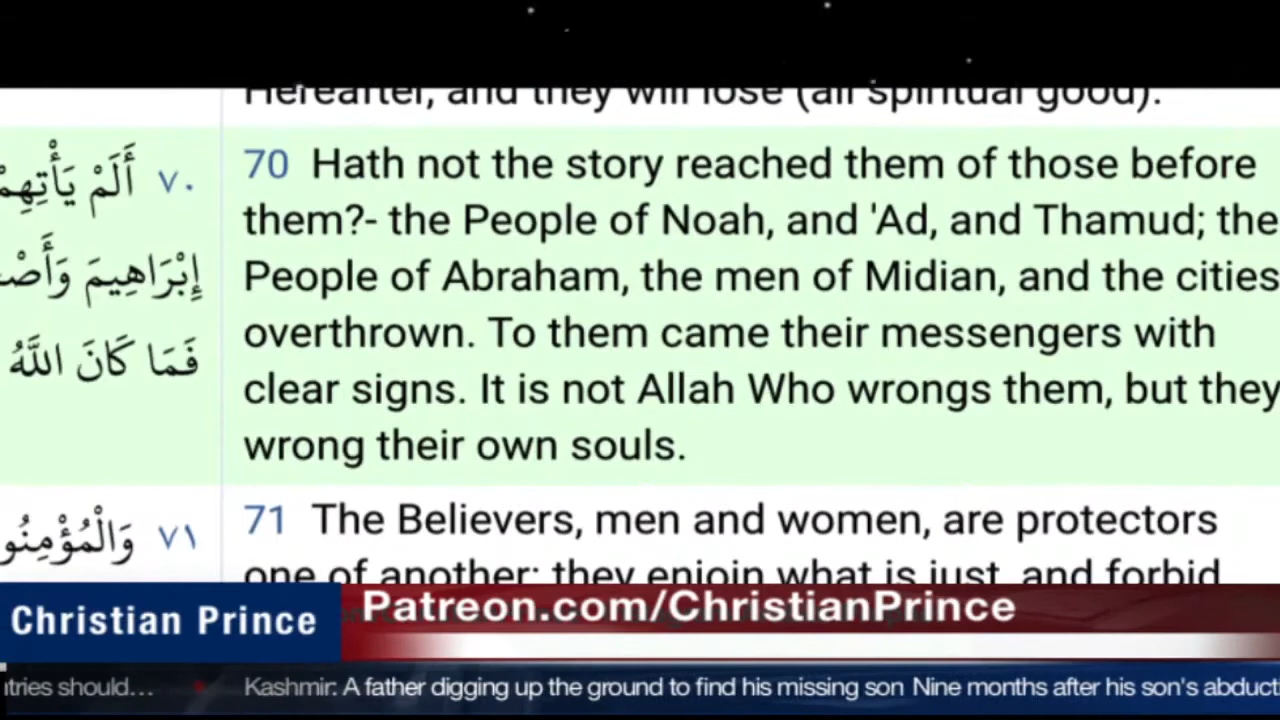 Hereafter, and they will lose (all spiritual good).
٧٠ أَلَمْ يَأْتِهِمْ
إِبْرَاهِيمَ وَأَصْ
فَمَا كَانَ اللَّهُ
70 Hath not the story reached them of those before
them?- the People of Noah, and 'Ad, and Thamud; the
People of Abraham, the men of Midian, and the cities
overthrown. To them came their messengers with
clear signs. It is not Allah Who wrongs them, but they
wrong their own souls.
٧١ وَالْمُؤْمِنُو
71 The Believers, men and women, are protectors
one of another: they enjoin what is just, and forbid
Christian Prince
Patreon.com/ChristianPrince
tries should... Kashmir: A father digging up the ground to find his missing son Nine months after his son's abduct